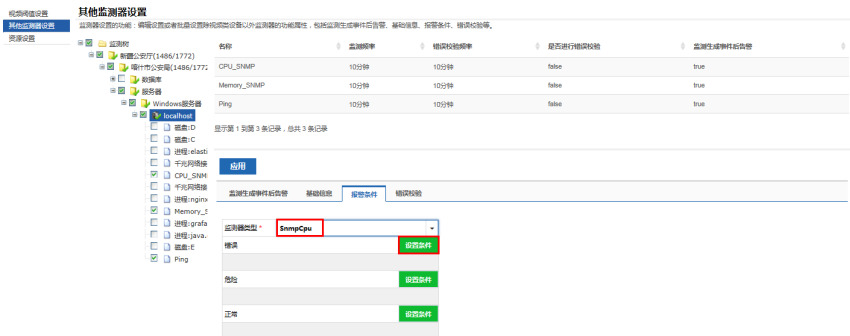 视频阈值设置
其他监测器设置
资源设置
其他监测器设置
监测器设置的功能：编辑设置或者批量设置除视频类设备以外监测器的功能属性，包括监测生成事件后告警、基础信息、报警条件、错误校验等。
监测树
新疆公安厅(1486/1772)
喀什市公安局(1486/1772
数据库
服务器
Windows服务器
localhost
磁盘:D
磁盘:C
进程:elasti
千兆网络接
CPU_SNM
千兆网络接
进程:nginx
Memory_S
进程:grafa
进程:java.
磁盘:E
Ping
名称 监测频率 错误校验频率 是否进行错误校验 监测生成事件后告警
CPU_SNMP 10分钟 10分钟 false true
Memory_SNMP 10分钟 10分钟 false true
Ping 10分钟 10分钟 false true
显示第 1 到第 3 条记录，总共 3 条记录
应用
监测生成事件后告警 基础信息 报警条件 错误校验
监测器类型 * SnmpCpu
错误 设置条件
危险 设置条件
正常 设置条件